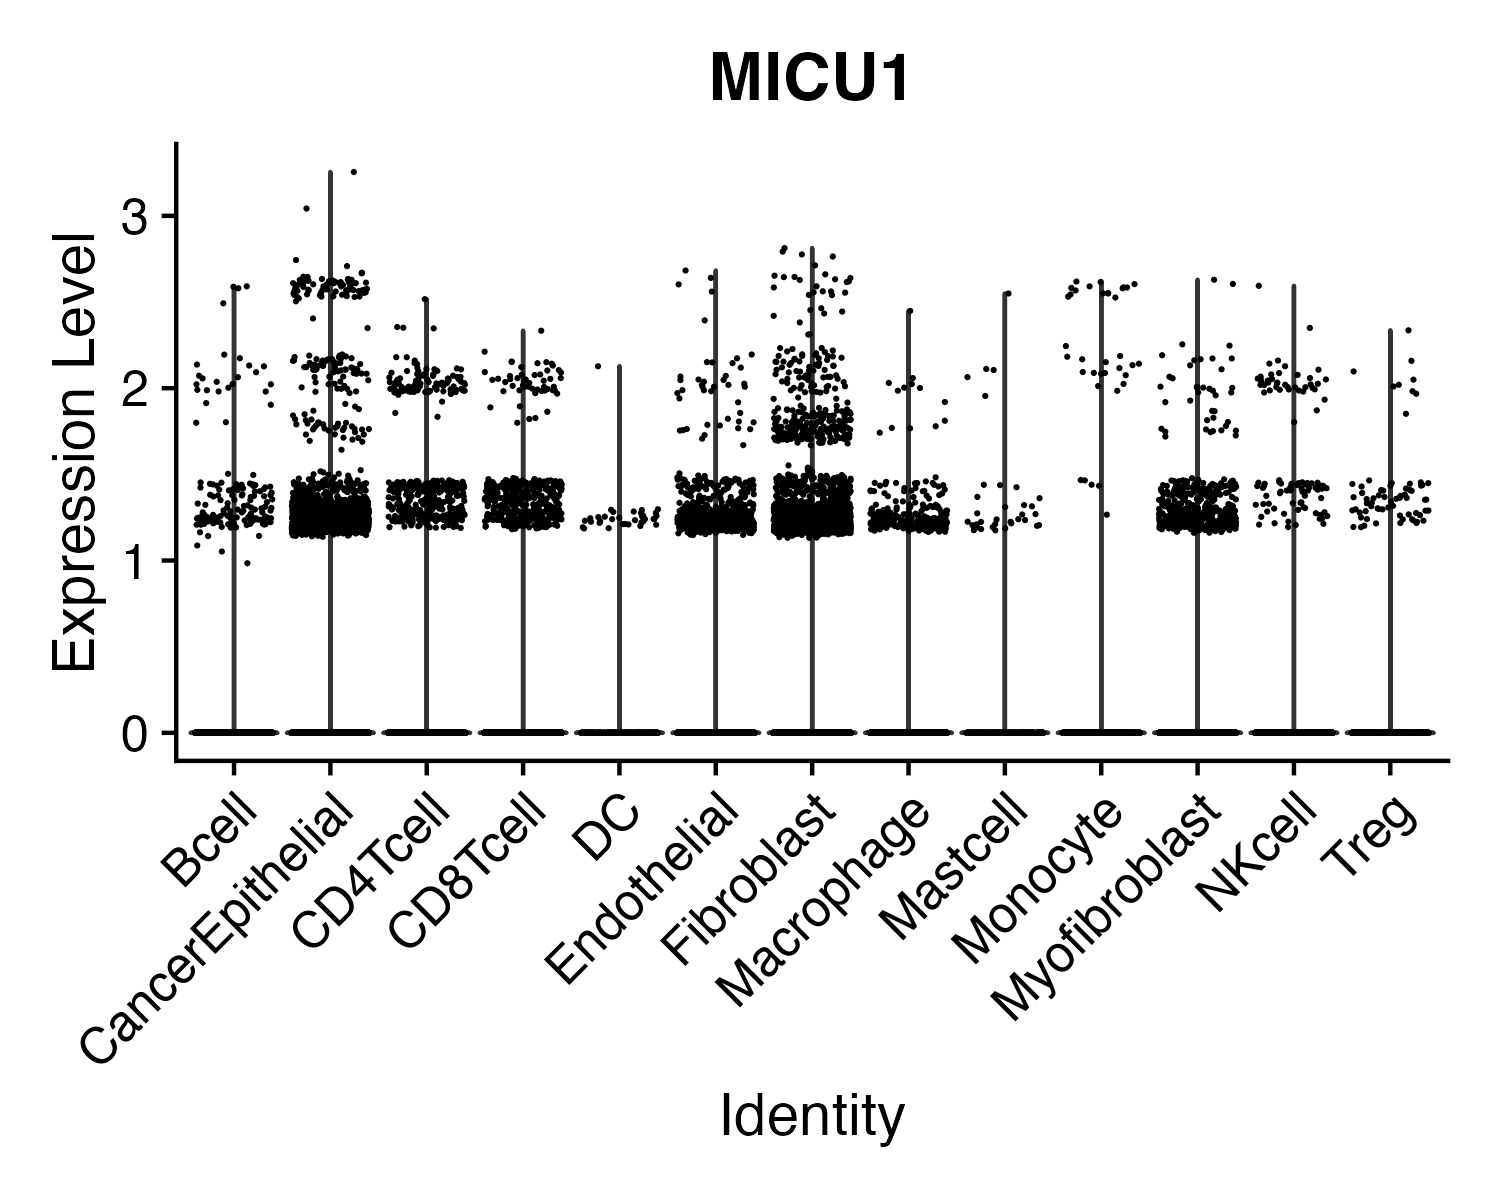 MICU1
Expression Level
3
2
1
0
Bcell
CancerEpithelial
CD4Tcell
CD8Tcell
DC
Endothelial
Fibroblast
Macrophage
Mastcell
Monocyte
Myofibroblast
NKcell
Treg
Identity